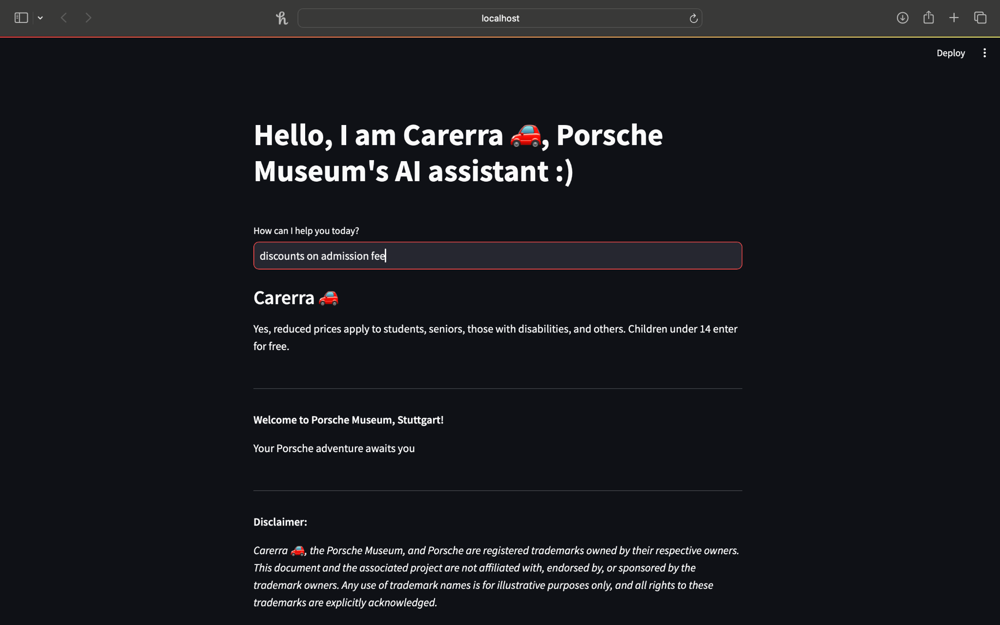 localhost
Deploy
Hello, I am Carerra 🚗, Porsche
Museum's AI assistant :)
How can I help you today?
discounts on admission fee
Carerra 🚗
Yes, reduced prices apply to students, seniors, those with disabilities, and others. Children under 14 enter
for free.
Welcome to Porsche Museum, Stuttgart!
Your Porsche adventure awaits you
Disclaimer:
Carerra 🚗, the Porsche Museum, and Porsche are registered trademarks owned by their respective owners.
This document and the associated project are not affiliated with, endorsed by, or sponsored by the
trademark owners. Any use of trademark names is for illustrative purposes only, and all rights to these
trademarks are explicitly acknowledged.